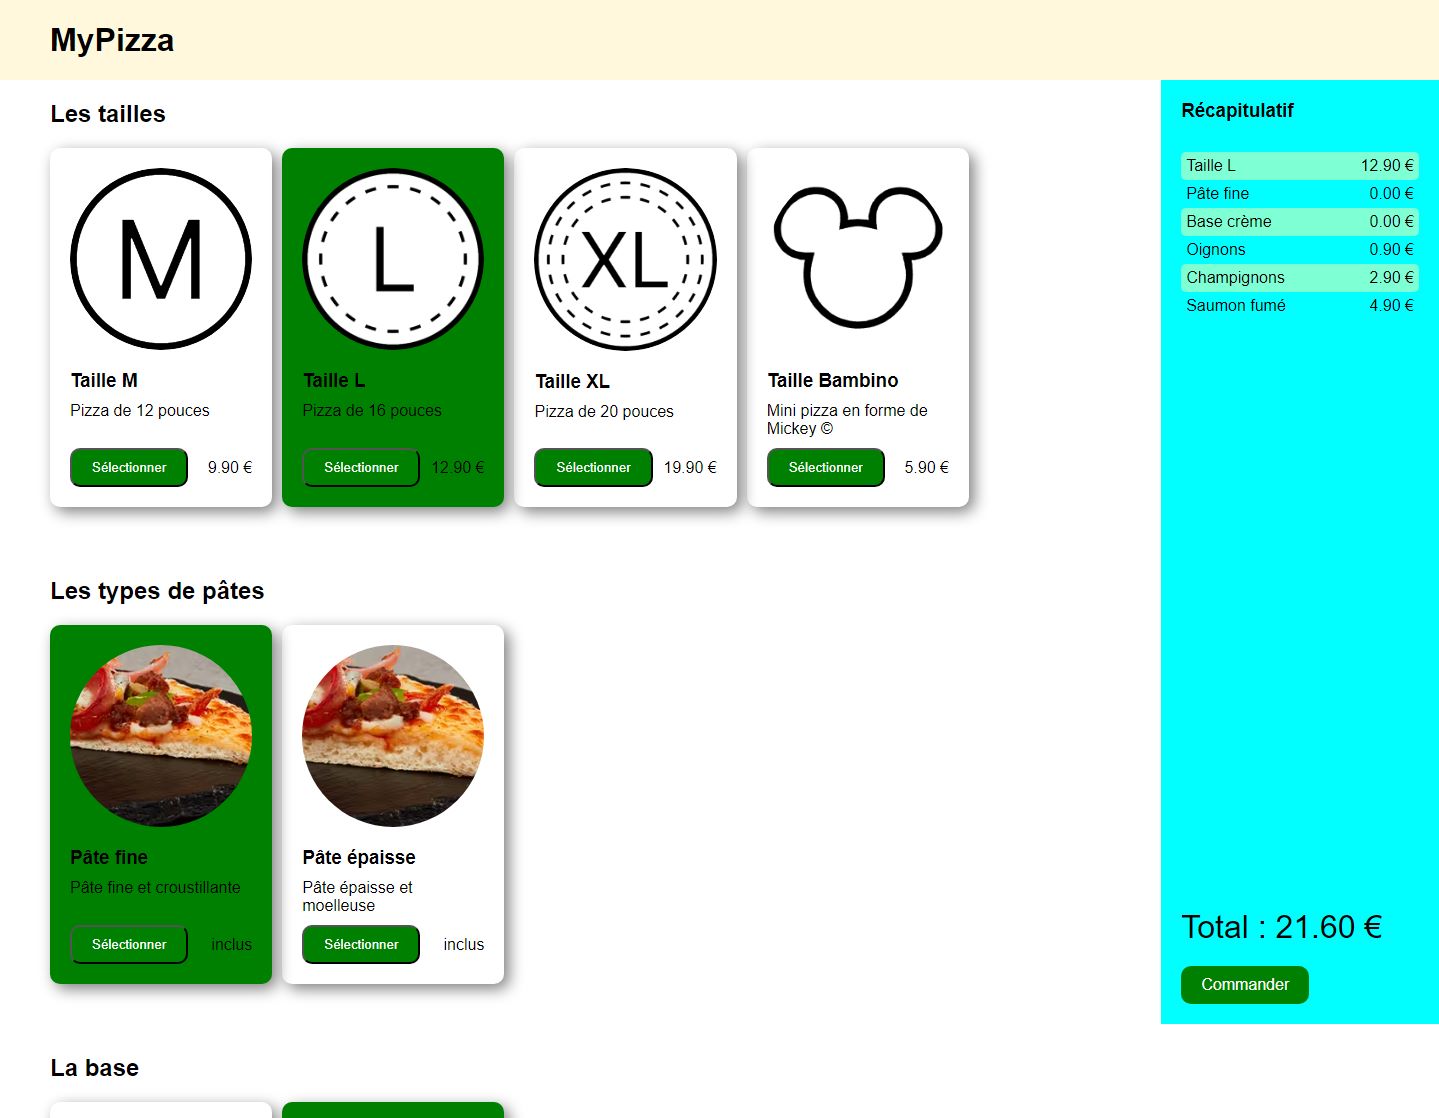 MyPizza
Les tailles
M
L
XL
Taille M
Pizza de 12 pouces
Sélectionner 9.90 €
Taille L
Pizza de 16 pouces
Sélectionner 12.90 €
Taille XL
Pizza de 20 pouces
Sélectionner 19.90 €
Taille Bambino
Mini pizza en forme de
Mickey ©
Sélectionner 5.90 €
Les types de pâtes
Pâte fine
Pâte fine et croustillante
Sélectionner inclus
Pâte épaisse
Pâte épaisse et
moelleuse
Sélectionner inclus
La base
Récapitulatif
Taille L 12.90 €
Pâte fine 0.00 €
Base crème 0.00 €
Oignons 0.90 €
Champignons 2.90 €
Saumon fumé 4.90 €
Total : 21.60 €
Commander